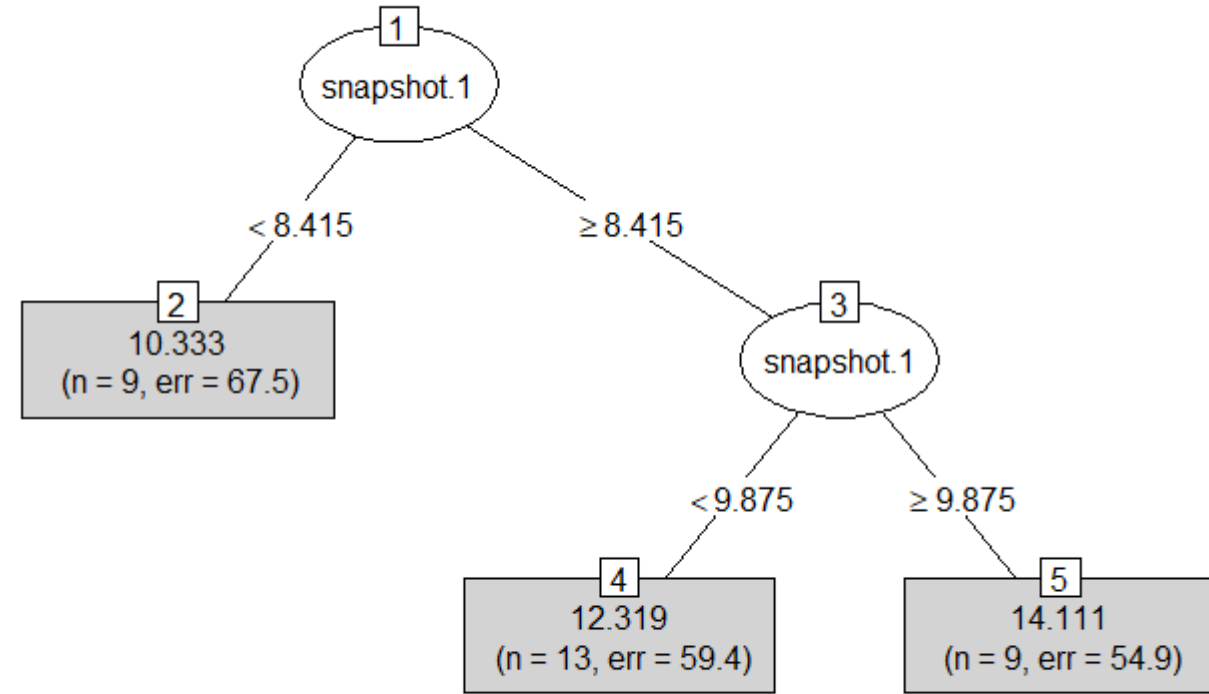 1
snapshot.1
< 8.415
≥ 8.415
2
10.333
(n = 9, err = 67.5)
3
snapshot.1
< 9.875
≥ 9.875
4
12.319
(n = 13, err = 59.4)
5
14.111
(n = 9, err = 54.9)